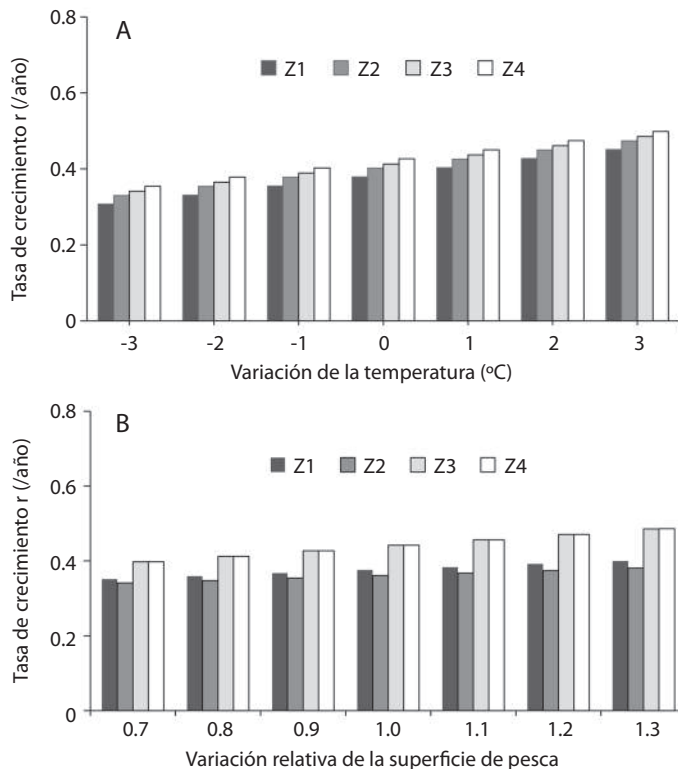 A
Z1 Z2 Z3 Z4
Tasa de crecimiento r (/año)
0.8
0.6
0.4
0.2
0
-3 -2 -1 0 1 2 3
Variación de la temperatura (ºC)
B
Z1 Z2 Z3 Z4
Tasa de crecimiento r (/año)
0.8
0.6
0.4
0.2
0
0.7 0.8 0.9 1.0 1.1 1.2 1.3
Variación relativa de la superficie de pesca